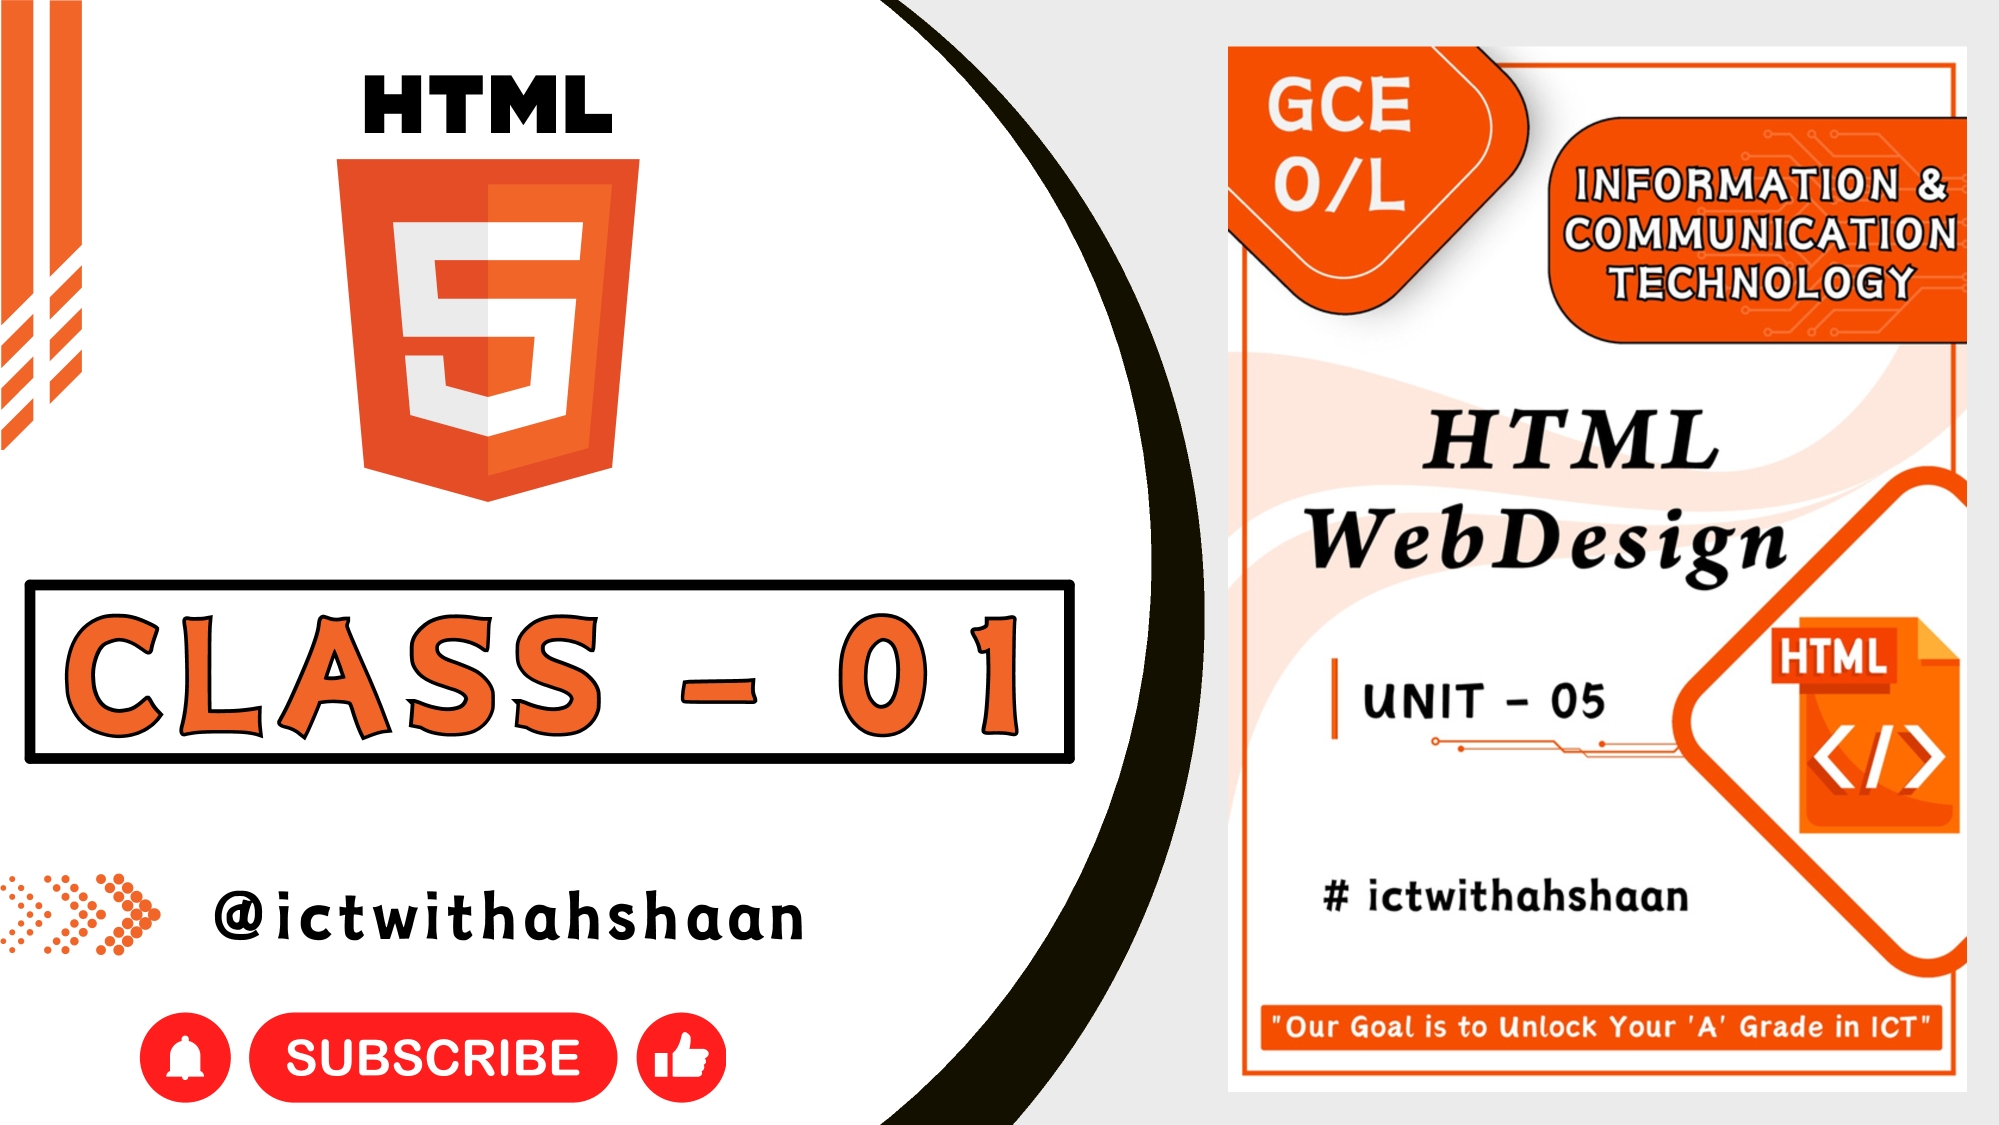 HTML
5
CLASS - 01
@ictwithahshaan
SUBSCRIBE
GCE
O/L
INFORMATION &
COMMUNICATION
TECHNOLOGY
HTML
WebDesign
HTML
</>
UNIT - 05
# ictwithahshaan
"Our Goal is to Unlock Your 'A' Grade in ICT"